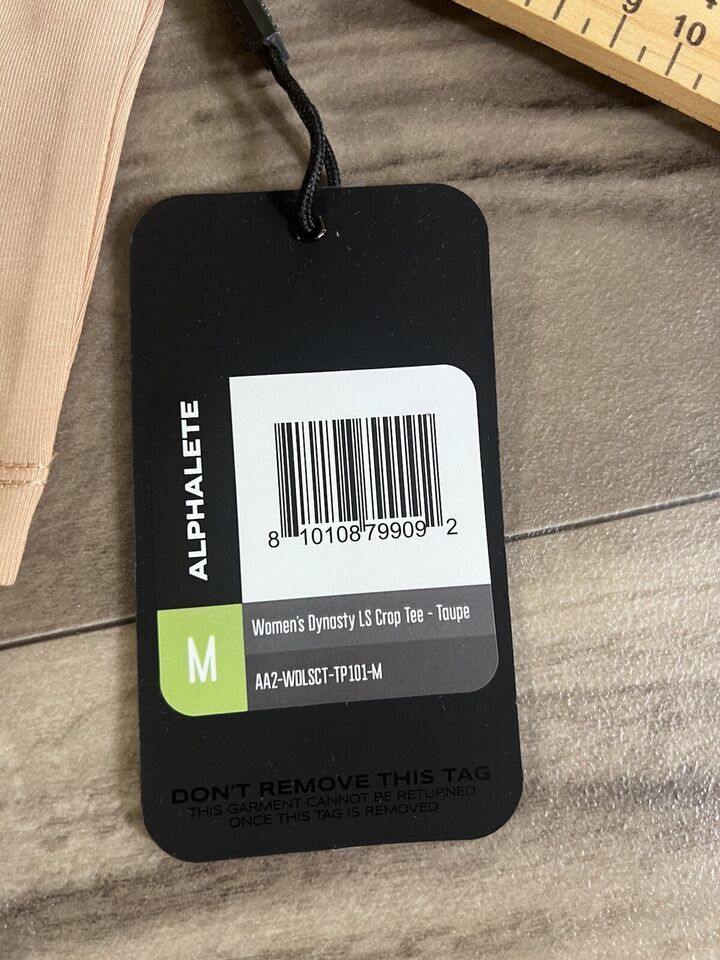 9
10
ALPHALETE
8 10108 79909 2
Women's Dynasty LS Crop Tee - Taupe
M
AA2-WDLSCT-TP101-M
DON'T REMOVE THIS TAG
THIS GARMENT CANNOT BE RETURNED
ONCE THIS TAG IS REMOVED